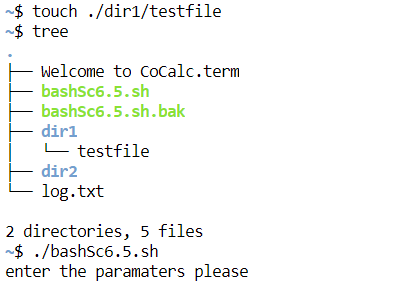 ~$ touch ./dir1/testfile
~$ tree
.
├── Welcome to CoCalc.term
├── bashSc6.5.sh
├── bashSc6.5.sh.bak
├── dir1
│   └── testfile
├── dir2
└── log.txt

2 directories, 5 files
~$ ./bashSc6.5.sh
enter the paramaters please